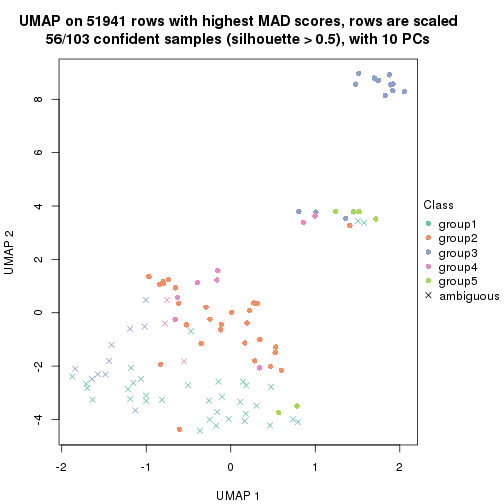 UMAP on 51941 rows with highest MAD scores, rows are scaled
56/103 confident samples (silhouette > 0.5), with 10 PCs
8
6
4
2
0
-2
-4
UMAP 2
-2
-1
0
1
2
UMAP 1
Class
group1
group2
group3
group4
group5
ambiguous